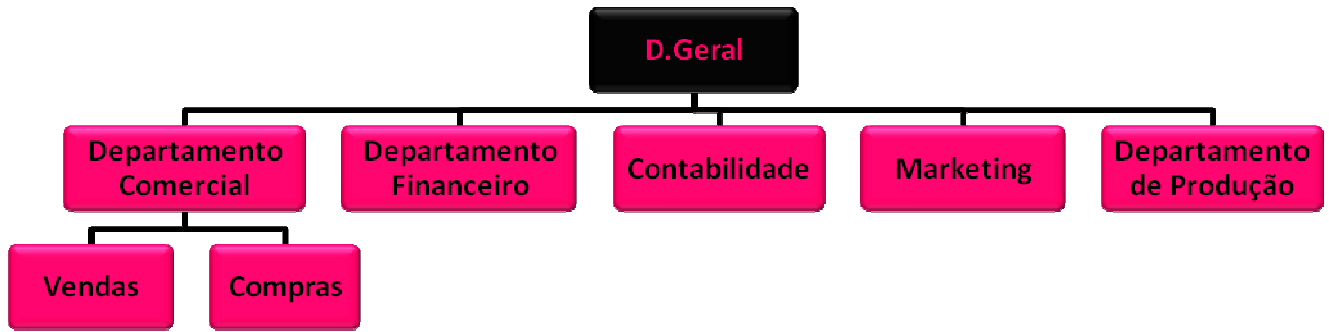 D.Geral
Departamento
Comercial
Departamento
Financeiro
Contabilidade
Marketing
Departamento
de Produção
Vendas
Compras